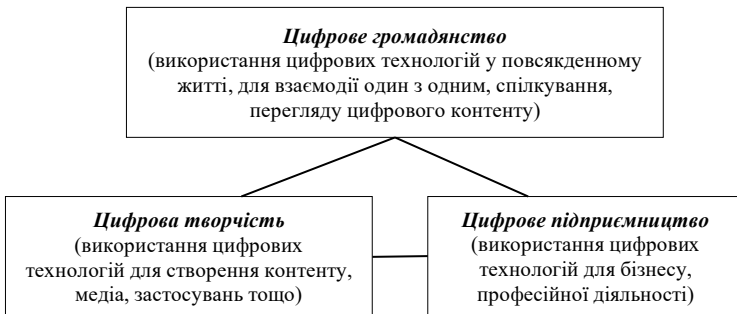 Цифрове громадянство
(використання цифрових технологій у повсякденному
житті, для взаємодії один з одним, спілкування,
перегляду цифрового контенту)
Цифрова творчість
(використання цифрових
технологій для створення контенту,
медіа, застосувань тощо)
Цифрове підприємництво
(використання цифрових
технологій для бізнесу,
професійної діяльності)